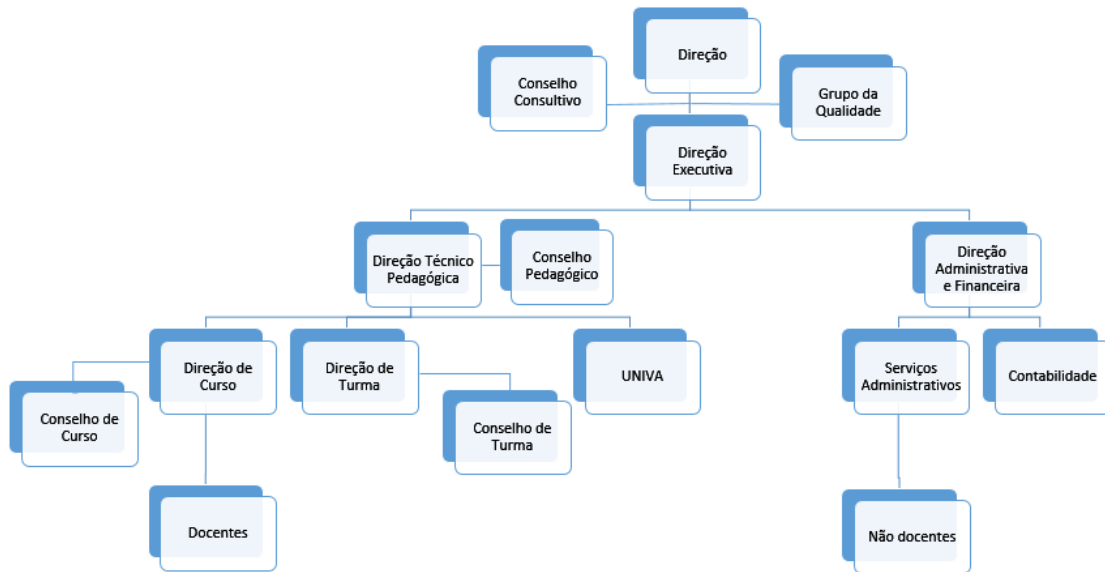 Direção
Conselho
Consultivo
Grupo da
Qualidade
Direção
Executiva
Direção Técnico
Pedagógica
Conselho
Pedagógico
Direção
Administrativa
e Financeira
Direção de
Curso
Direção de
Turma
UNIVA
Serviços
Administrativos
Contabilidade
Conselho de
Curso
Conselho de
Turma
Docentes
Não docentes